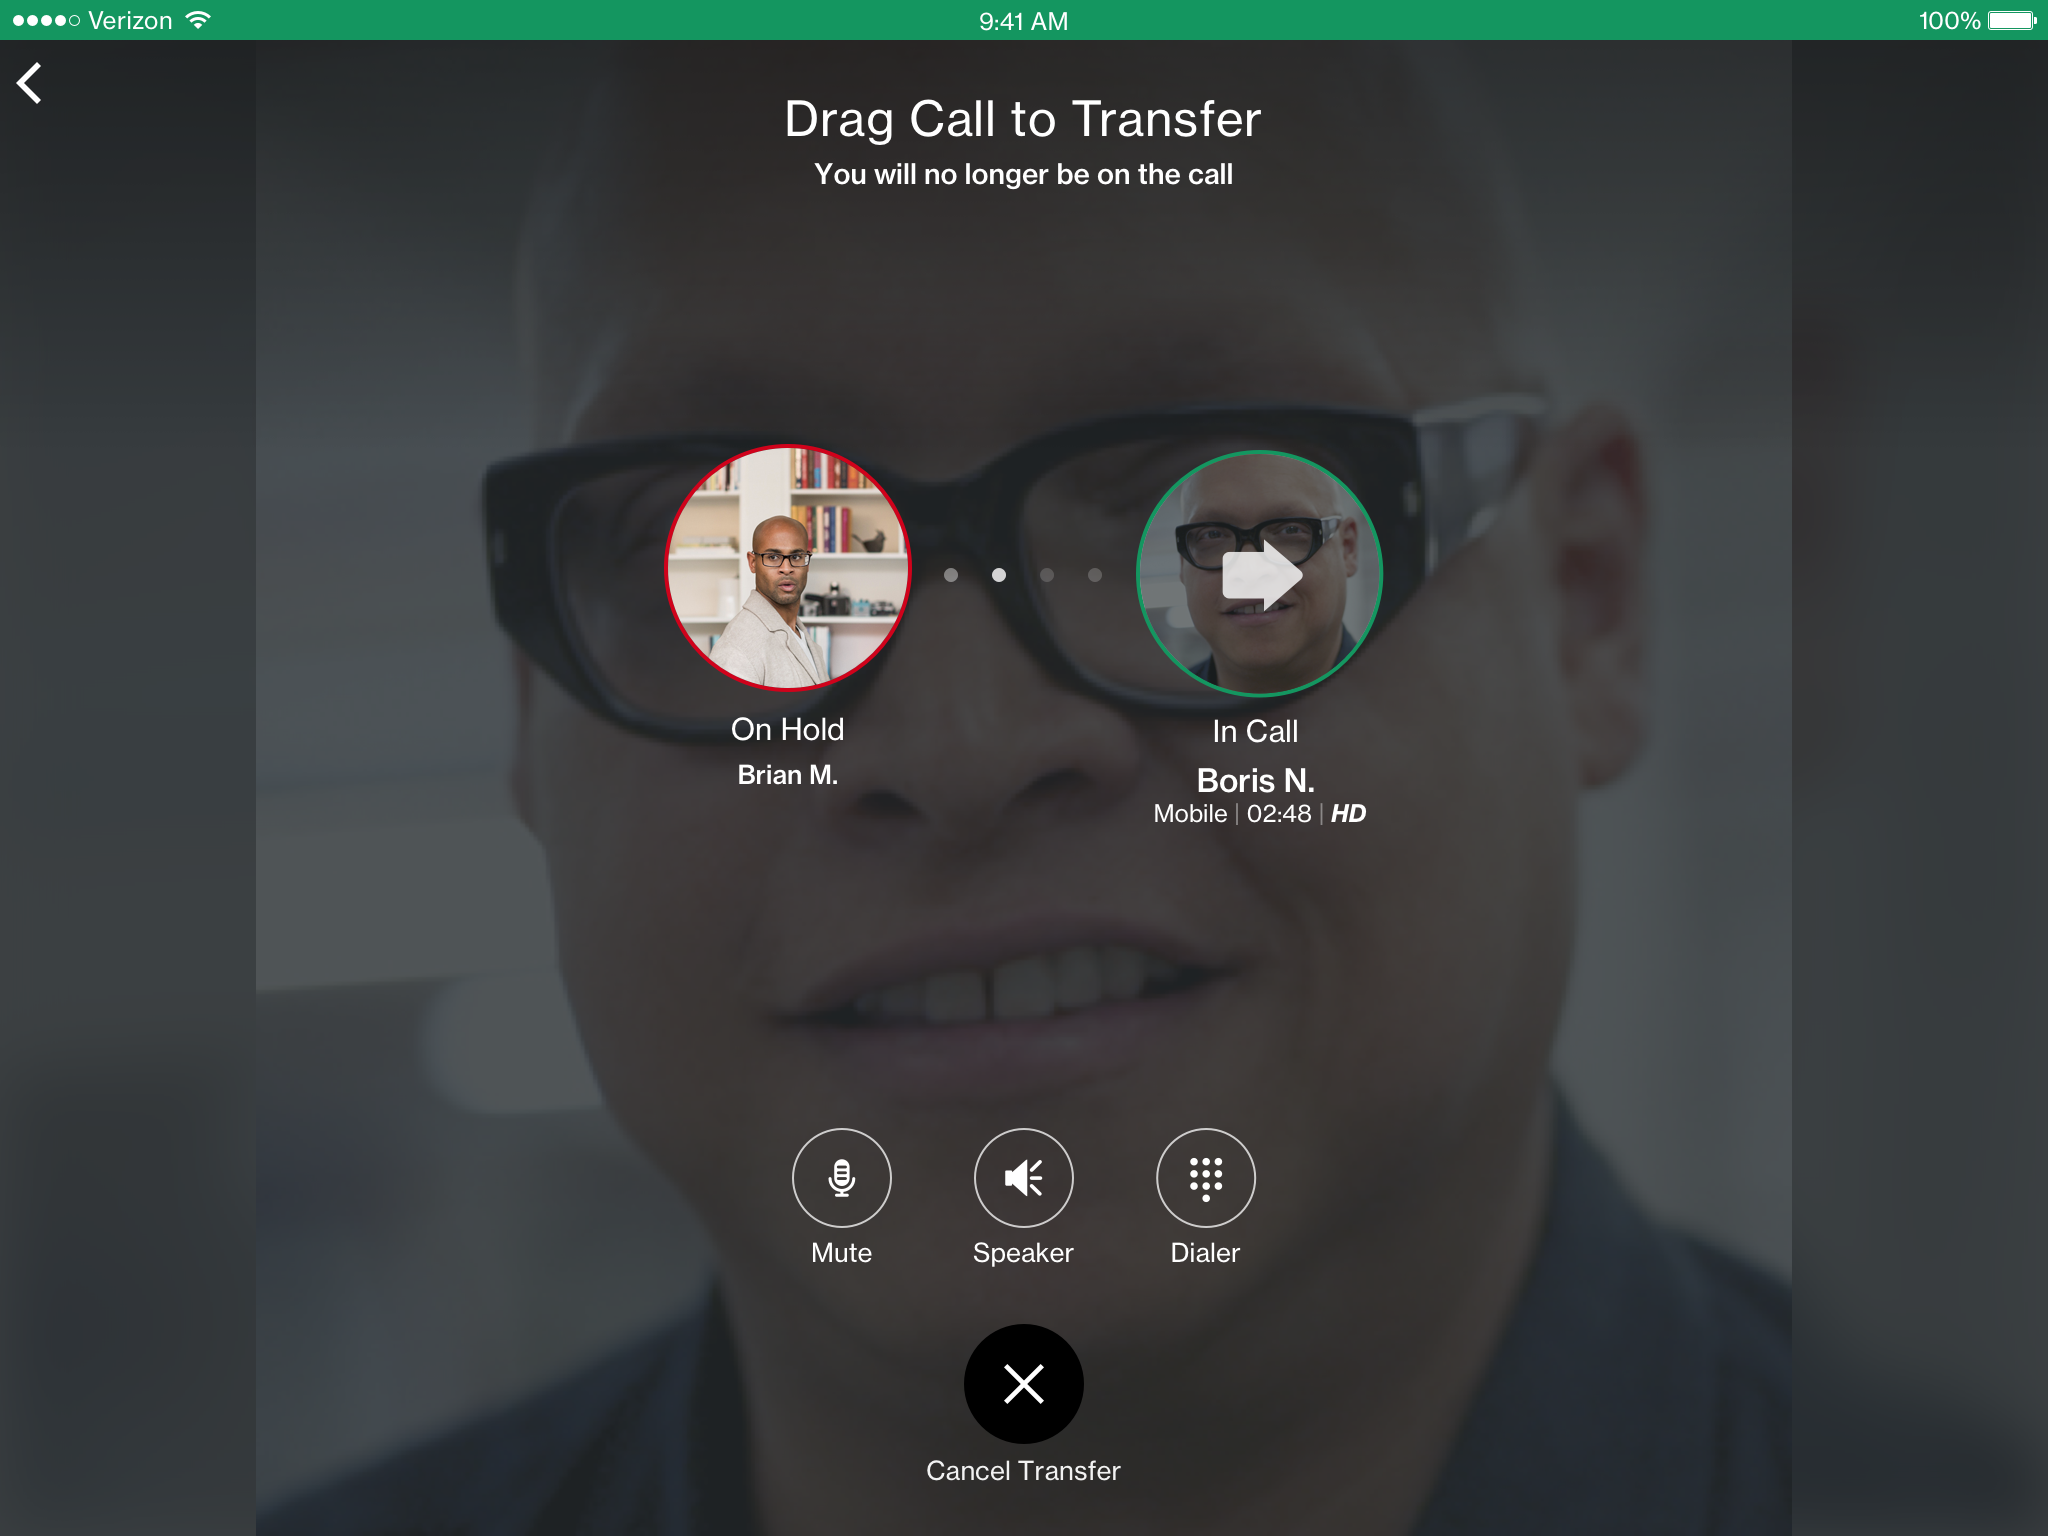 Verizon
9:41 AM
100%
Drag Call to Transfer
You will no longer be on the call
On Hold
Brian M.
In Call
Boris N.
Mobile | 02:48 | HD
Mute
Speaker
Dialer
Cancel Transfer